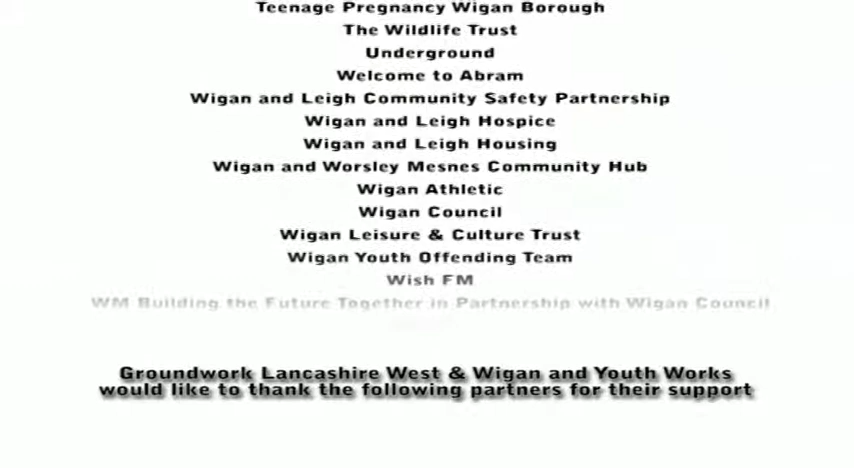 Teenage Pregnancy Wigan Borough
The Wildlife Trust
Underground
Welcome to Abram
Wigan and Leigh Community Safety Partnership
Wigan and Leigh Hospice
Wigan and Leigh Housing
Wigan and Worsley Mesnes Community Hub
Wigan Athletic
Wigan Council
Wigan Leisure & Culture Trust
Wigan Youth Offending Team
Wish FM
WM Building the Future Together in Partnership with Wigan Council
Groundwork Lancashire West & Wigan and Youth Works
would like to thank the following partners for their support